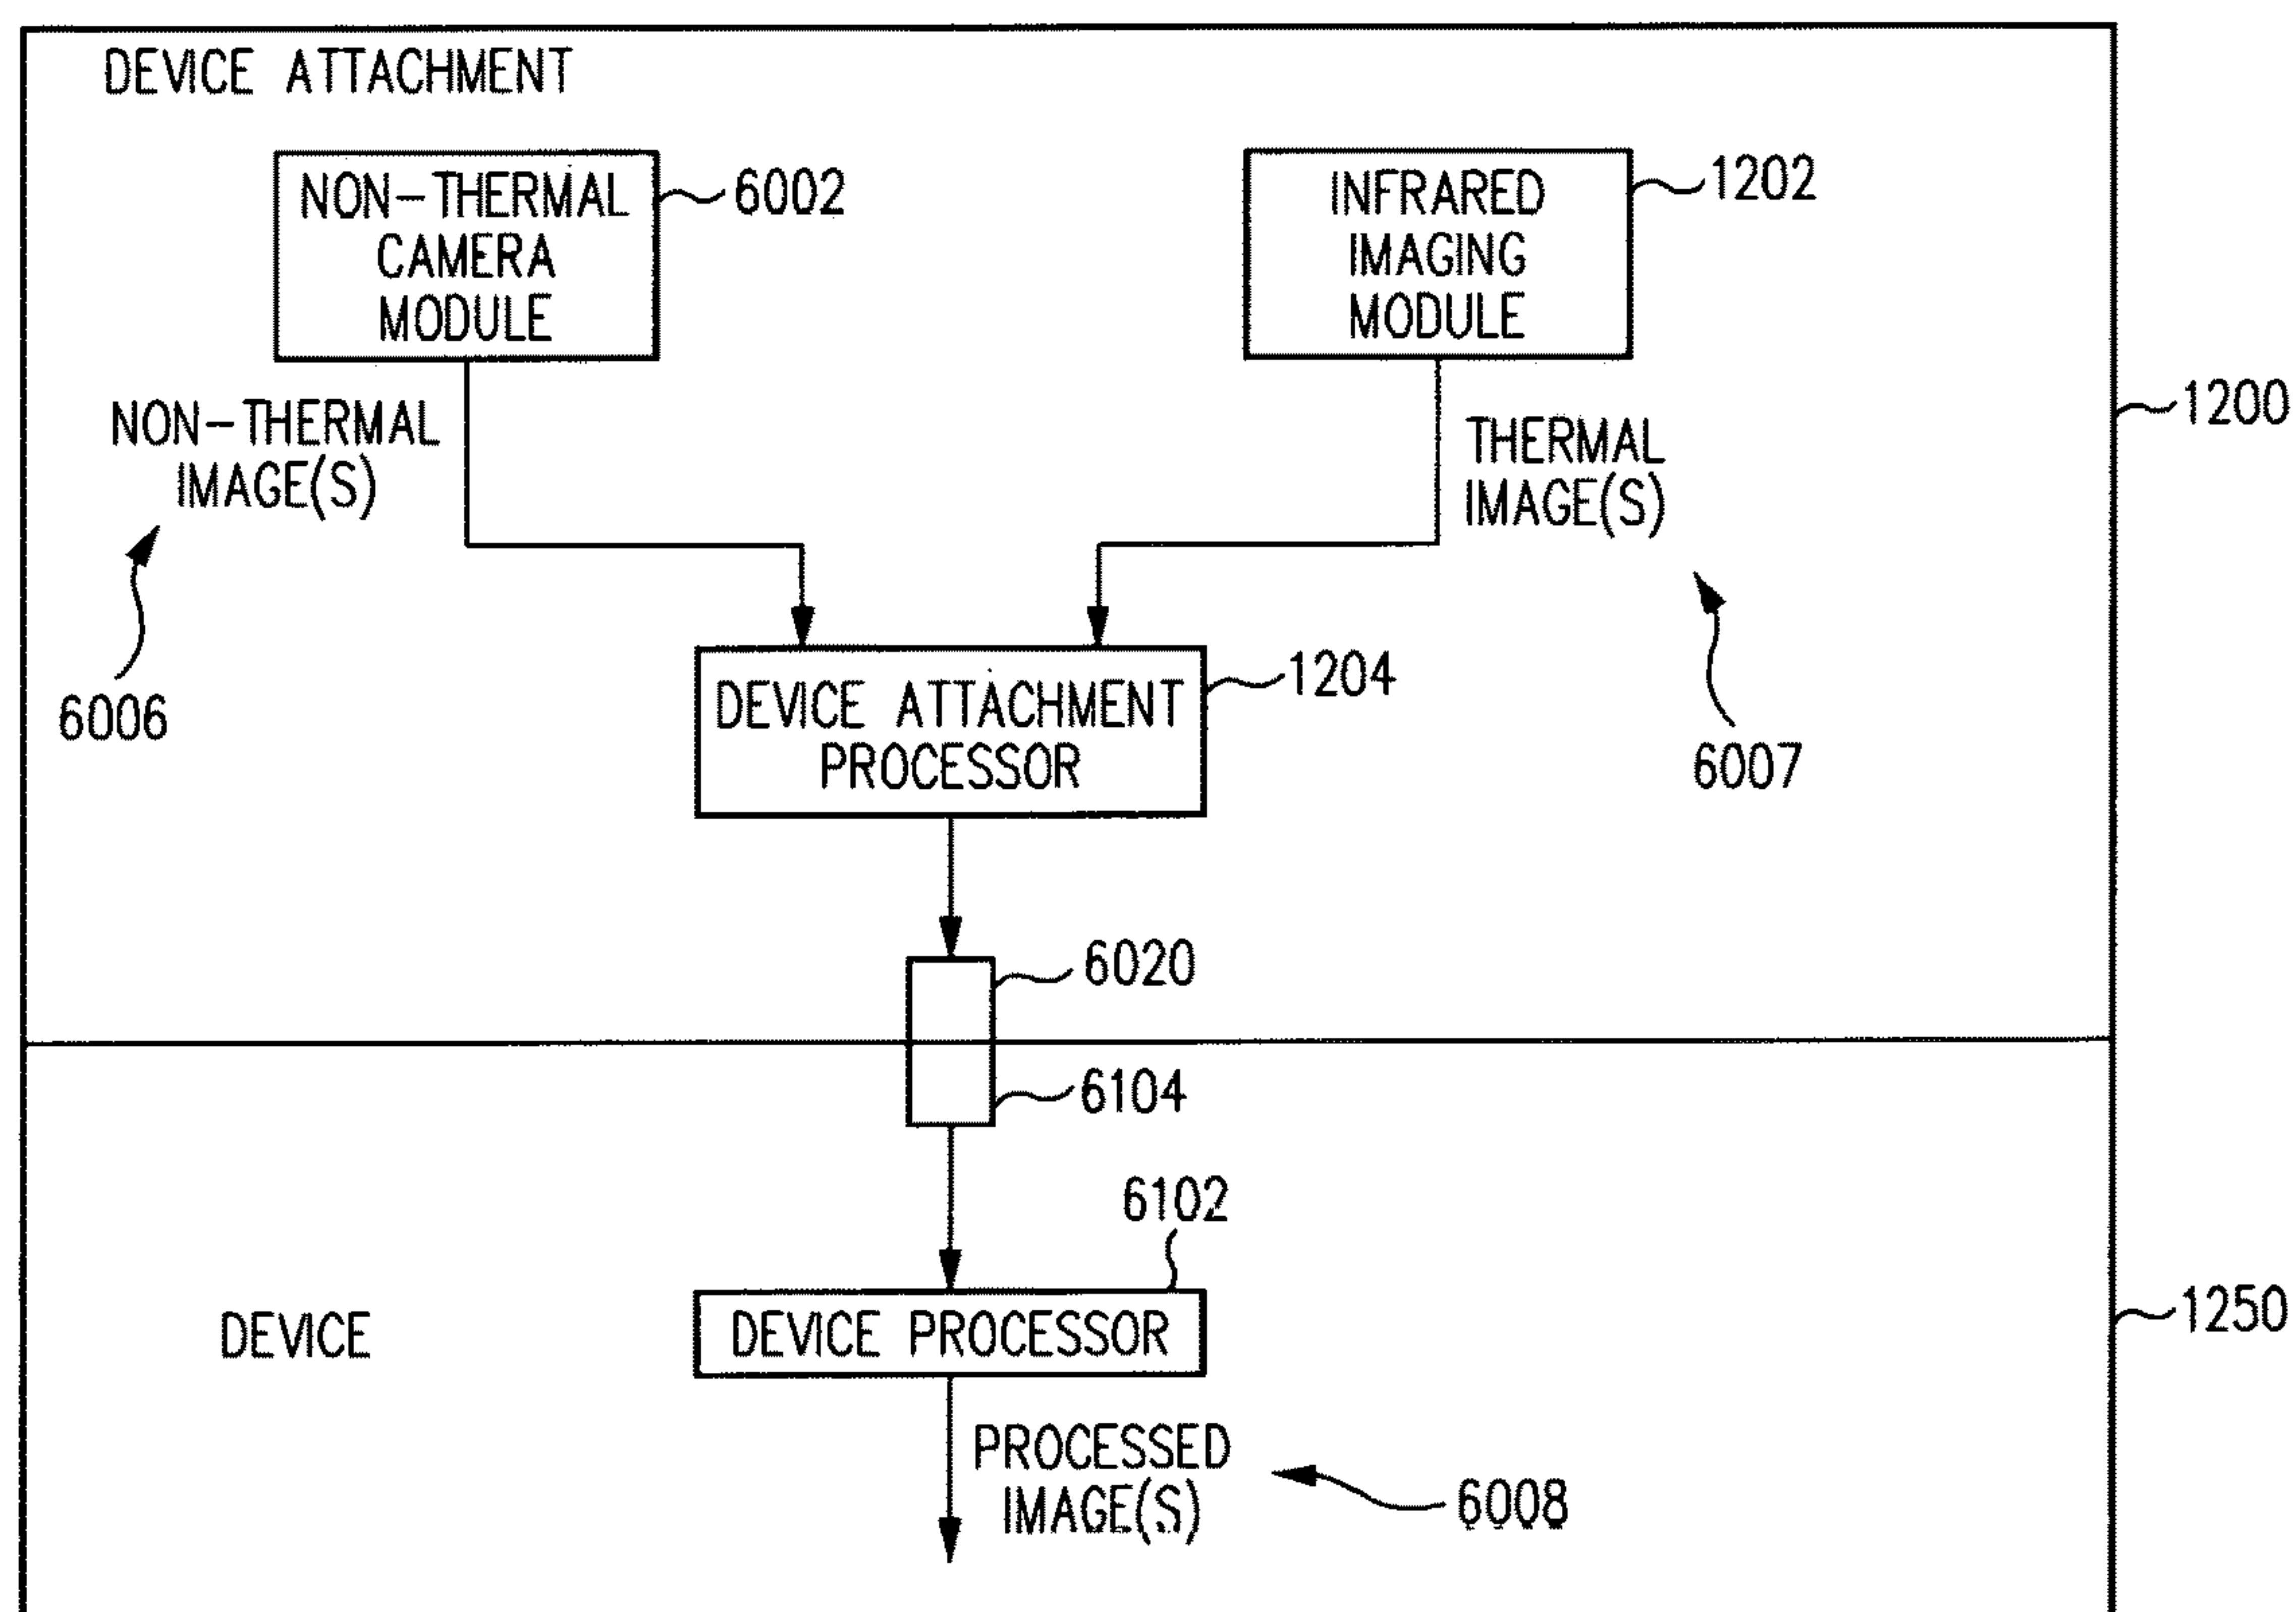 DEVICE ATTACHMENT
NON-THERMAL
CAMERA
MODULE
6002
INFRARED
IMAGING
MODULE
1202
1200
NON-THERMAL
IMAGE(S)
6006
THERMAL
IMAGE(S)
6007
DEVICE ATTACHMENT
PROCESSOR
1204
6020
6104
6102
DEVICE
DEVICE PROCESSOR
1250
PROCESSED
IMAGE(S)
6008